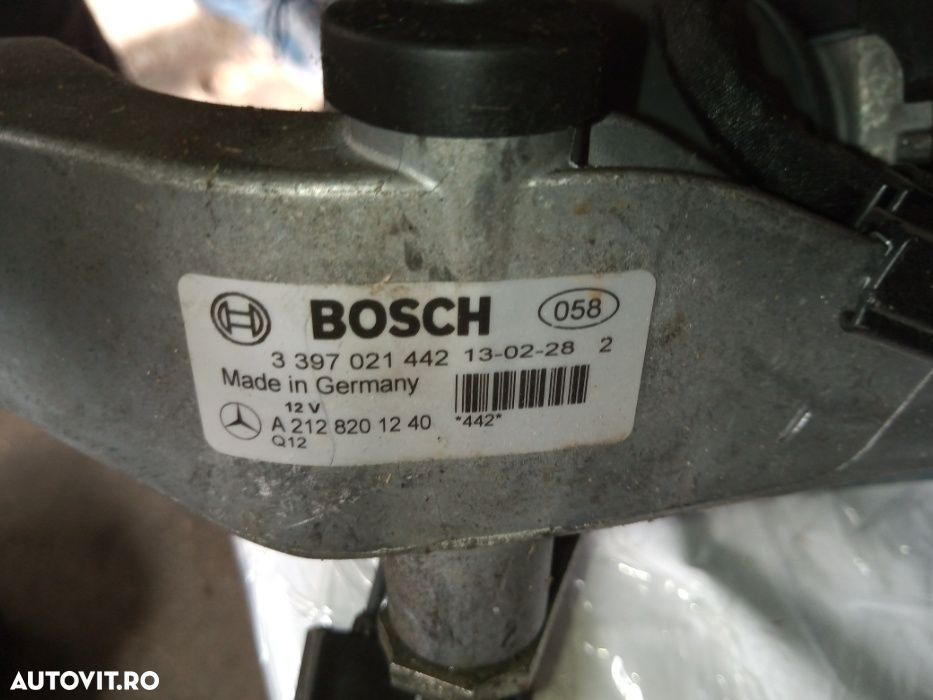 BOSCH 058
3 397 021 442 13-02-28 2
Made in Germany
12 V
A 212 820 12 40 *442*
Q12
AUTOVIT.RO